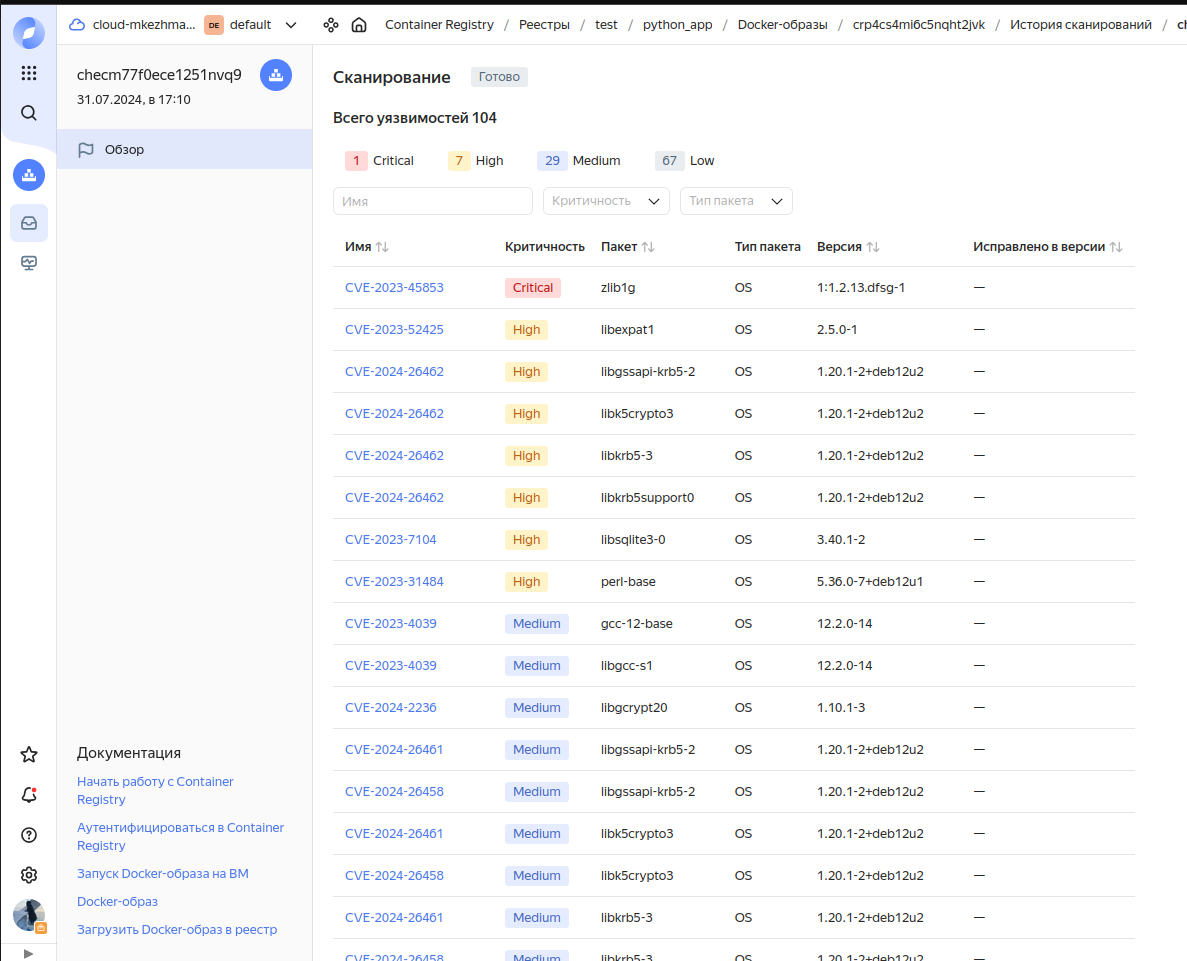 cloud-mkezhma... DE default Container Registry / Реестры / test / python_app / Docker-образы / crp4cs4mi6c5nqht2jvk / История сканирований /
checm77f0ece1251nvq9
31.07.2024, в 17:10
Обзор
Документация
Начать работу с Container
Registry
Аутентифицироваться в Container
Registry
Запуск Docker-образа на ВМ
Docker-образ
Загрузить Docker-образ в реестр
Сканирование Готово
Всего уязвимостей 104
1 Critical 7 High 29 Medium 67 Low
Имя Критичность Тип пакета
Имя Критичность Пакет Тип пакета Версия Исправлено в версии
CVE-2023-45853 Critical zlib1g OS 1:1.2.13.dfsg-1 —
CVE-2023-52425 High libexpat1 OS 2.5.0-1 —
CVE-2024-26462 High libgssapi-krb5-2 OS 1.20.1-2+deb12u2 —
CVE-2024-26462 High libk5crypto3 OS 1.20.1-2+deb12u2 —
CVE-2024-26462 High libkrb5-3 OS 1.20.1-2+deb12u2 —
CVE-2024-26462 High libkrb5support0 OS 1.20.1-2+deb12u2 —
CVE-2023-7104 High libsqlite3-0 OS 3.40.1-2 —
CVE-2023-31484 High perl-base OS 5.36.0-7+deb12u1 —
CVE-2023-4039 Medium gcc-12-base OS 12.2.0-14 —
CVE-2023-4039 Medium libgcc-s1 OS 12.2.0-14 —
CVE-2024-2236 Medium libgcrypt20 OS 1.10.1-3 —
CVE-2024-26461 Medium libgssapi-krb5-2 OS 1.20.1-2+deb12u2 —
CVE-2024-26458 Medium libgssapi-krb5-2 OS 1.20.1-2+deb12u2 —
CVE-2024-26461 Medium libk5crypto3 OS 1.20.1-2+deb12u2 —
CVE-2024-26458 Medium libk5crypto3 OS 1.20.1-2+deb12u2 —
CVE-2024-26461 Medium libkrb5-3 OS 1.20.1-2+deb12u2 —
CVE-2024-26458 Medium libkrb5-3 OS 1.20.1-2+deb12u2 —